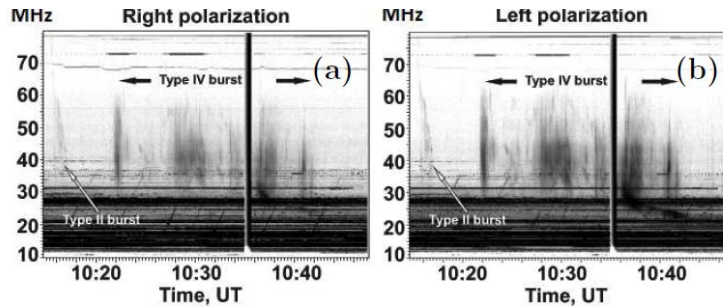 MHz Right polarization
70
60
50
40
30
20
10
Type IV burst
(a)
Type II burst
10:20 10:30 10:40
Time, UT
MHz Left polarization
70
60
50
40
30
20
10
Type IV burst
(b)
Type II burst
10:20 10:30 10:40
Time, UT